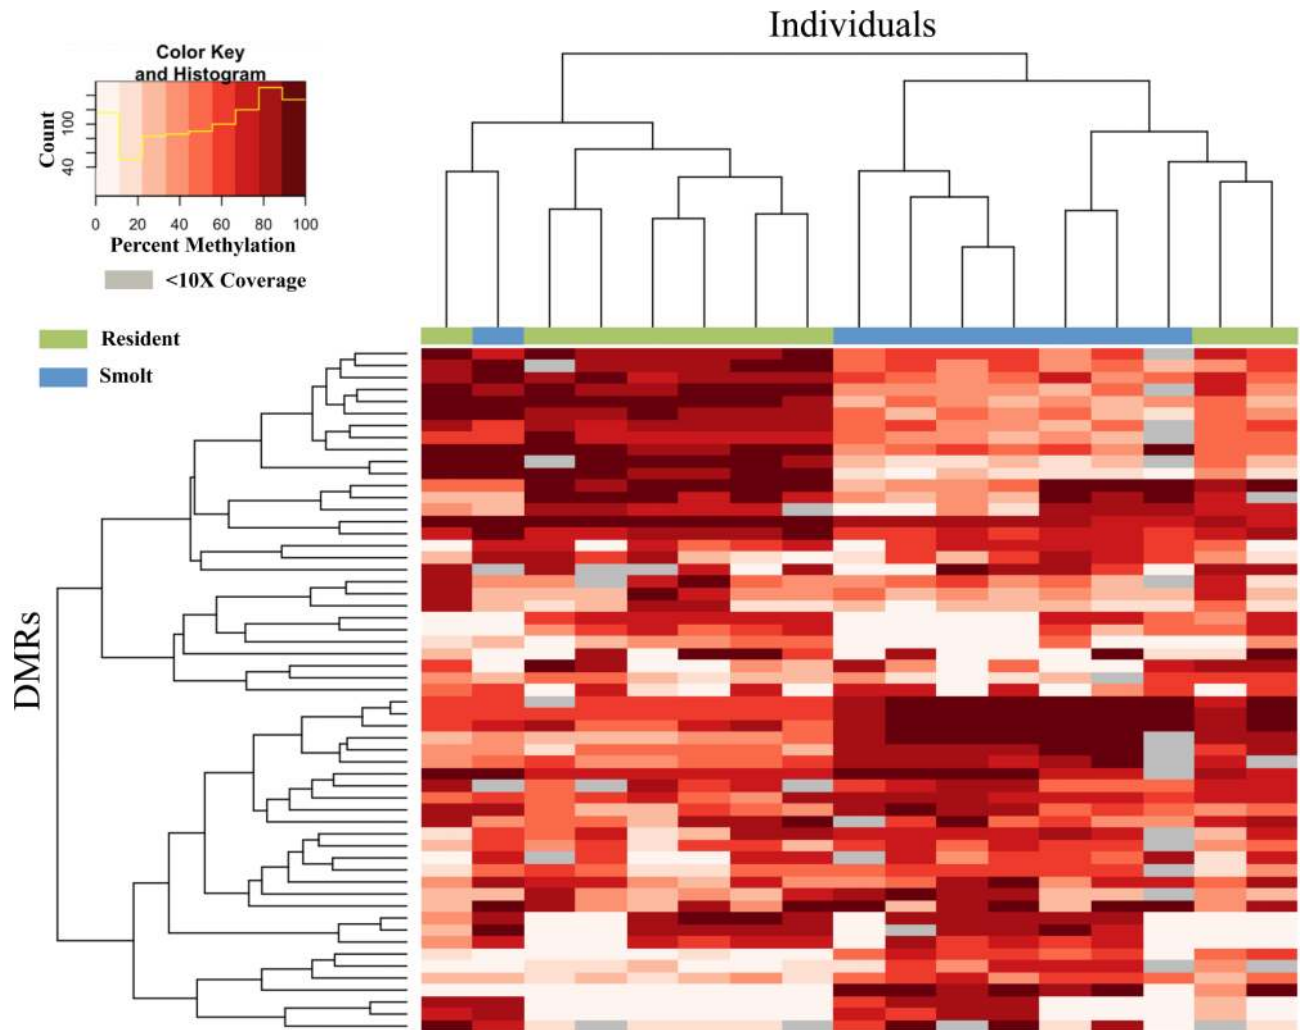 Individuals
Color Key
and Histogram
Count
40 100
0 20 40 60 80 100
Percent Methylation
<10X Coverage
Resident
Smolt
DMRs